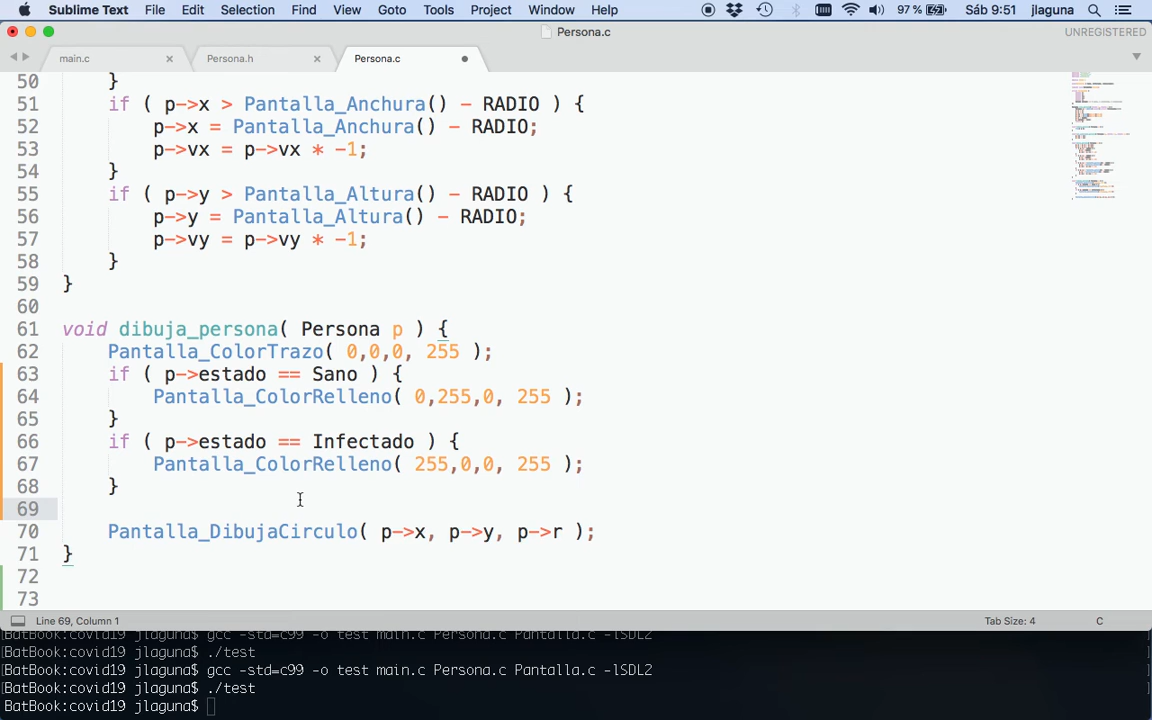 Sublime Text File Edit Selection Find View Goto Tools Project Window Help 97 % Sáb 9:51 jlaguna
Persona.c UNREGISTERED
main.c Persona.h Persona.c
50 }
51 if ( p->x > Pantalla_Anchura() - RADIO ) {
52 p->x = Pantalla_Anchura() - RADIO;
53 p->vx = p->vx * -1;
54 }
55 if ( p->y > Pantalla_Altura() - RADIO ) {
56 p->y = Pantalla_Altura() - RADIO;
57 p->vy = p->vy * -1;
58 }
59 }
60
61 void dibuja_persona( Persona p ) {
62 Pantalla_ColorTrazo( 0,0,0, 255 );
63 if ( p->estado == Sano ) {
64 Pantalla_ColorRelleno( 0,255,0, 255 );
65 }
66 if ( p->estado == Infectado ) {
67 Pantalla_ColorRelleno( 255,0,0, 255 );
68 }
69
70 Pantalla_DibujaCirculo( p->x, p->y, p->r );
71 }
72
73
Line 69, Column 1 Tab Size: 4 C
[BatBook:covid19 jlaguna$ gcc -std=c99 -o test main.c Persona.c Pantalla.c -lSDL2 ]
[BatBook:covid19 jlaguna$ ./test ]
[BatBook:covid19 jlaguna$ gcc -std=c99 -o test main.c Persona.c Pantalla.c -lSDL2 ]
[BatBook:covid19 jlaguna$ ./test ]
BatBook:covid19 jlaguna$